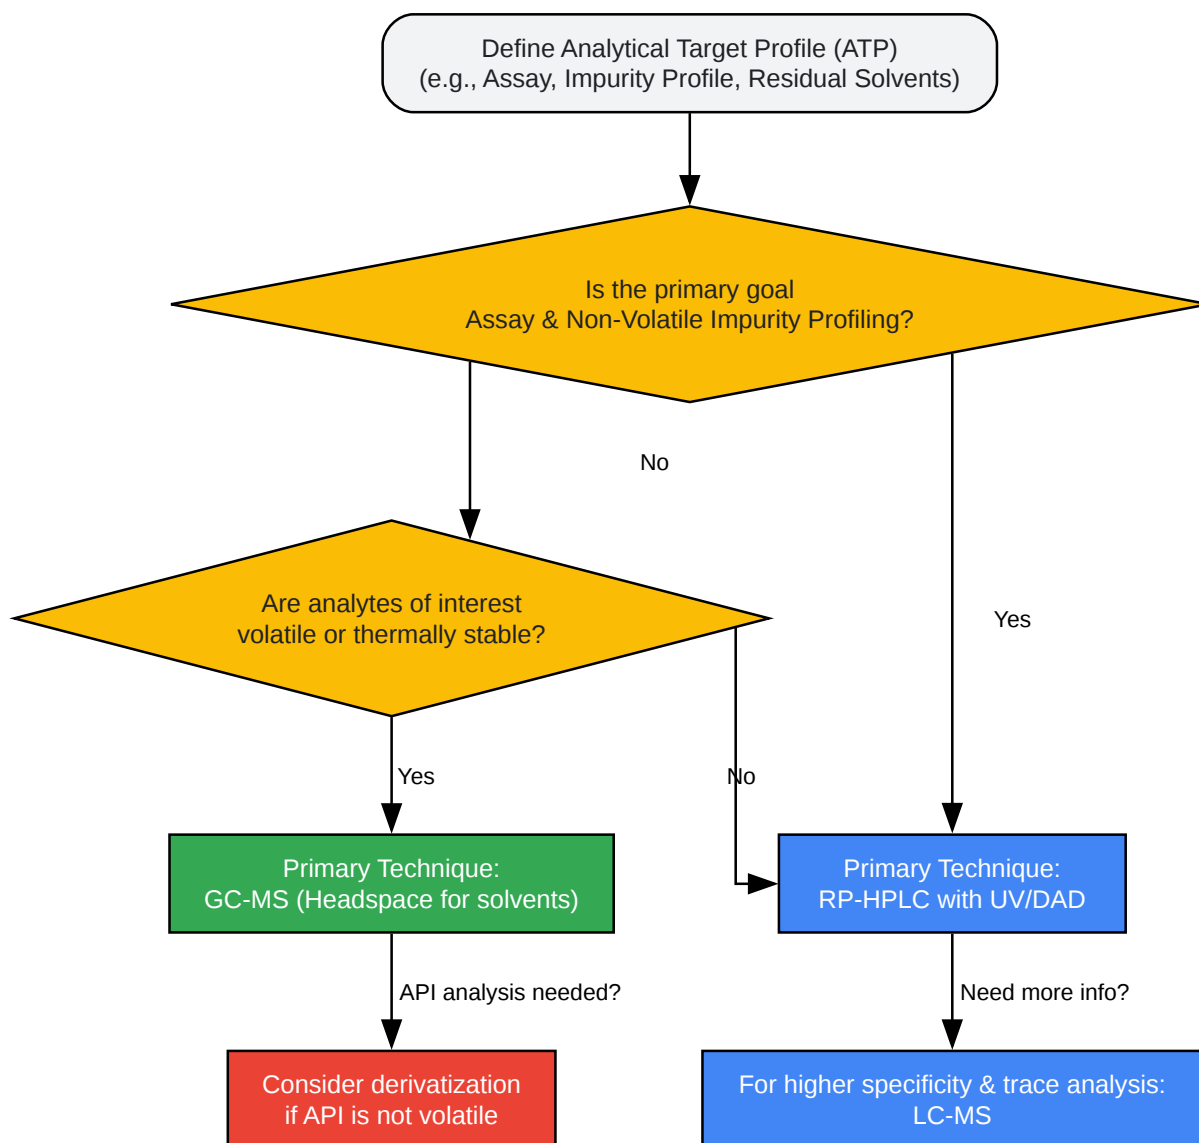 Define Analytical Target Profile (ATP)
(e.g., Assay, Impurity Profile, Residual Solvents)
Is the primary goal
Assay & Non-Volatile Impurity Profiling?
No
Are analytes of interest
volatile or thermally stable?
Yes
Yes
No
Primary Technique:
GC-MS (Headspace for solvents)
Primary Technique:
RP-HPLC with UV/DAD
API analysis needed?
Need more info?
Consider derivatization
if API is not volatile
For higher specificity & trace analysis:
LC-MS